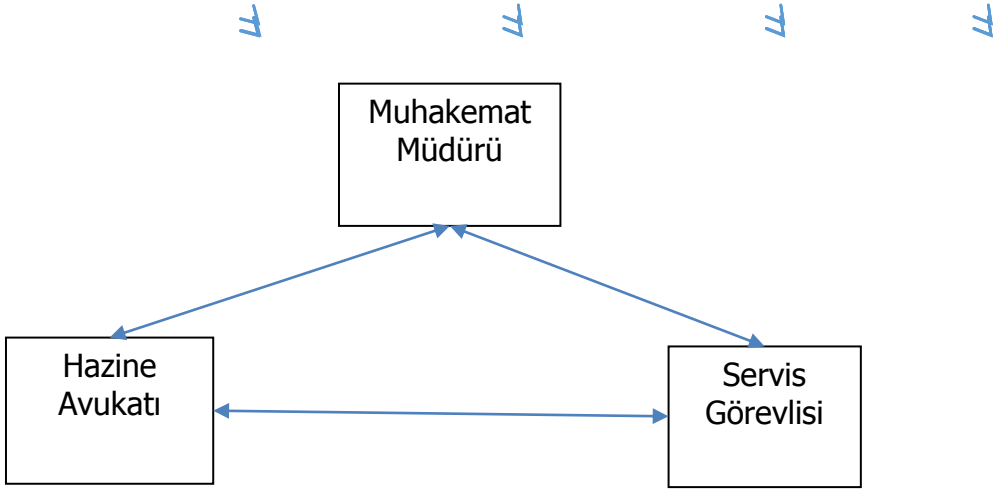 Muhakemat
Müdürü
Hazine
Avukatı
Servis
Görevlisi